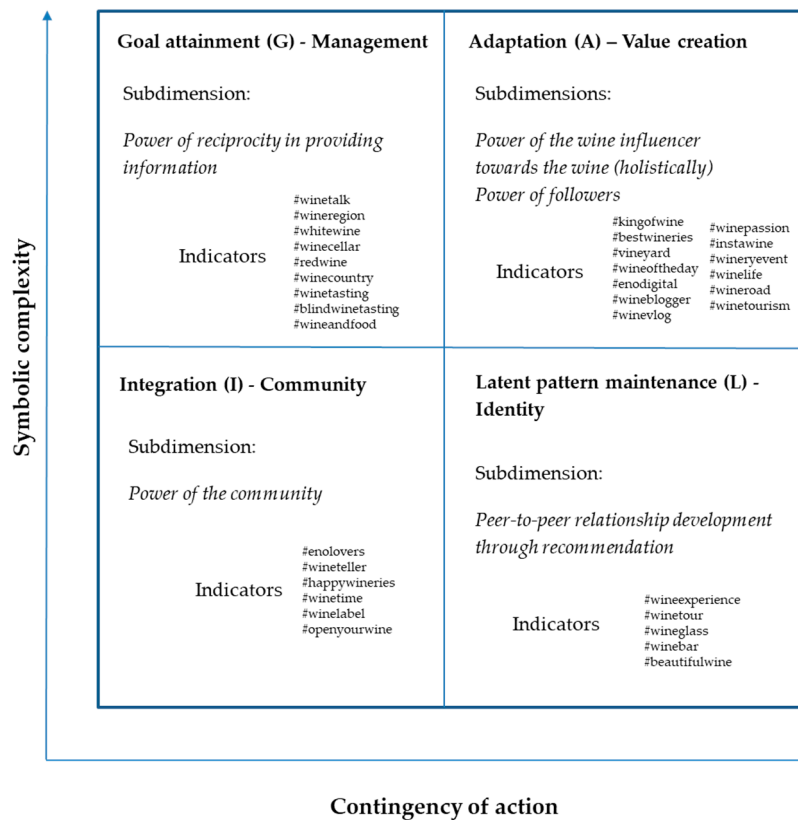 Goal attainment (G) - Management
Subdimension:
Power of reciprocity in providing
information
Indicators
#winetalk
#wineregion
#whitewine
#winecellar
#redwine
#winecountry
#winetasting
#blindwinetasting
#wineandfood
Adaptation (A) – Value creation
Subdimensions:
Power of the wine influencer
towards the wine (holistically)
Power of followers
Indicators
#kingofwine
#bestwineries
#vineyard
#wineoftheday
#enodigital
#wineblogger
#winevlog
#winepassion
#instawine
#wineryevent
#winelife
#wineroad
#winetourism
Integration (I) - Community
Subdimension:
Power of the community
Indicators
#enolovers
#wineteller
#happywineries
#winetime
#winelabel
#openyourwine
Latent pattern maintenance (L) -
Identity
Subdimension:
Peer-to-peer relationship development
through recommendation
Indicators
#wineexperience
#winetour
#wineglass
#winebar
#beautifulwine
Symbolic complexity
Contingency of action